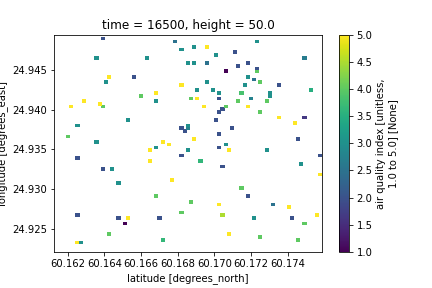 time = 16500, height = 50.0
24.945
24.940
24.935
24.930
24.925
longitude [degrees_east]
60.162 60.164 60.166 60.168 60.170 60.172 60.174
latitude [degrees_north]
5.0
4.5
4.0
3.5
3.0
2.5
2.0
1.5
1.0
air quality index [unitless,
1.0 to 5.0] [None]